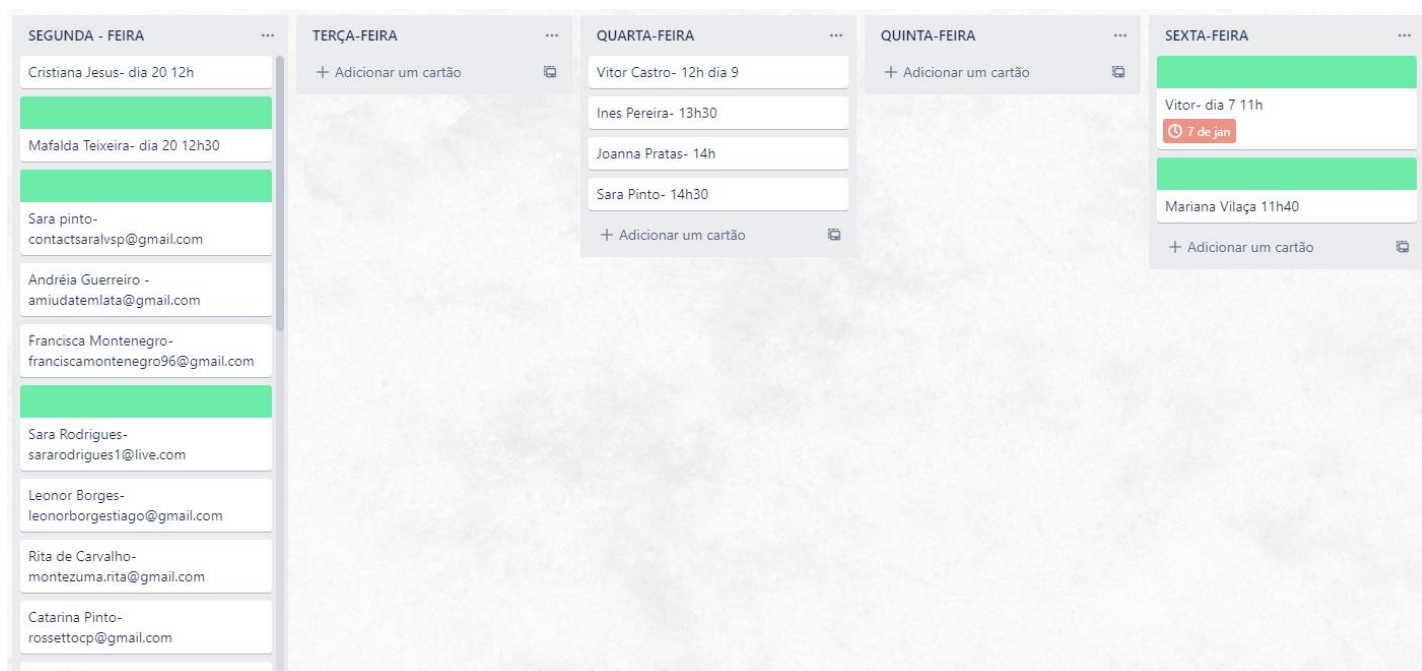 SEGUNDA - FEIRA
Cristiana Jesus- dia 20 12h
Mafalda Teixeira- dia 20 12h30
Sara pinto-
contactsaralvsp@gmail.com
Andréia Guerreiro -
amiudatemlata@gmail.com
Francisca Montenegro-
franciscamontenegro96@gmail.com
Sara Rodrigues-
sararodrigues1@live.com
Leonor Borges-
leonorborgestiago@gmail.com
Rita de Carvalho-
montezuma.rita@gmail.com
Catarina Pinto-
rossettocp@gmail.com
TERÇA-FEIRA
+ Adicionar um cartão
QUARTA-FEIRA
Vitor Castro- 12h dia 9
Ines Pereira- 13h30
Joanna Pratas- 14h
Sara Pinto- 14h30
+ Adicionar um cartão
QUINTA-FEIRA
+ Adicionar um cartão
SEXTA-FEIRA
Vitor- dia 7 11h
7 de jan
Mariana Vilaça 11h40
+ Adicionar um cartão